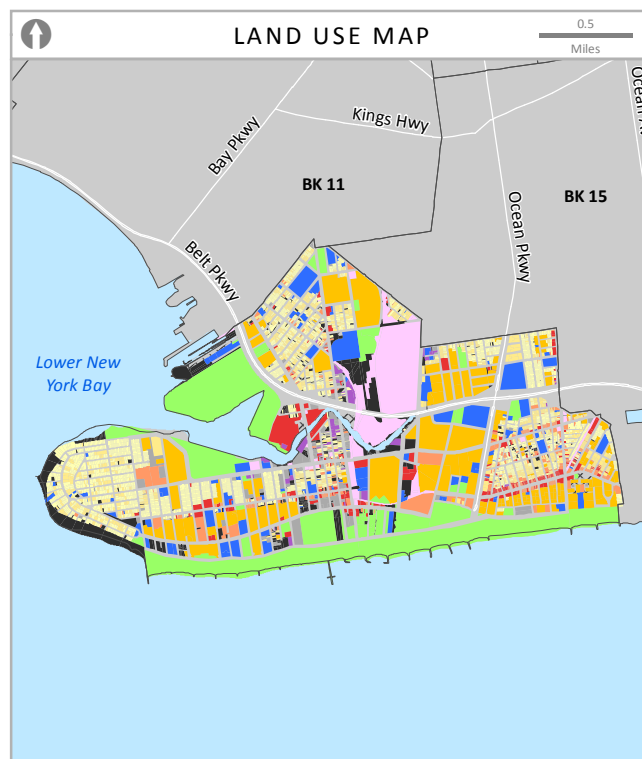 LAND USE MAP
0.5
Miles
Kings Hwy
Bay Pkwy
BK 11
BK 15
Ocean Pkwy
Belt Pkwy
Lower New
York Bay